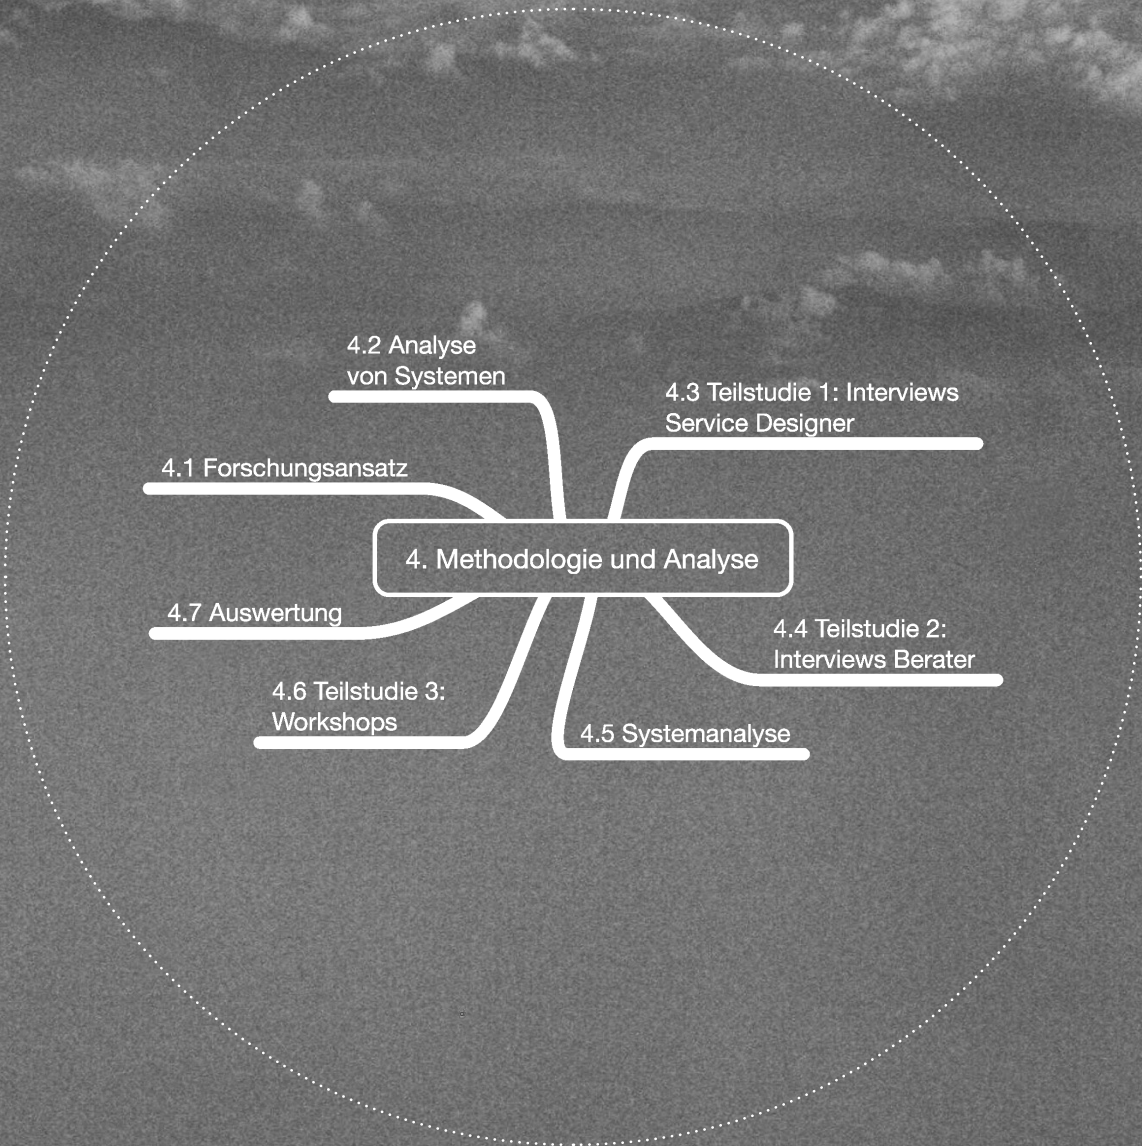 4.2 Analyse
von Systemen
4.3 Teilstudie 1: Interviews
Service Designer
4.1 Forschungsansatz
4. Methodologie und Analyse
4.7 Auswertung
4.4 Teilstudie 2:
Interviews Berater
4.6 Teilstudie 3:
Workshops
4.5 Systemanalyse